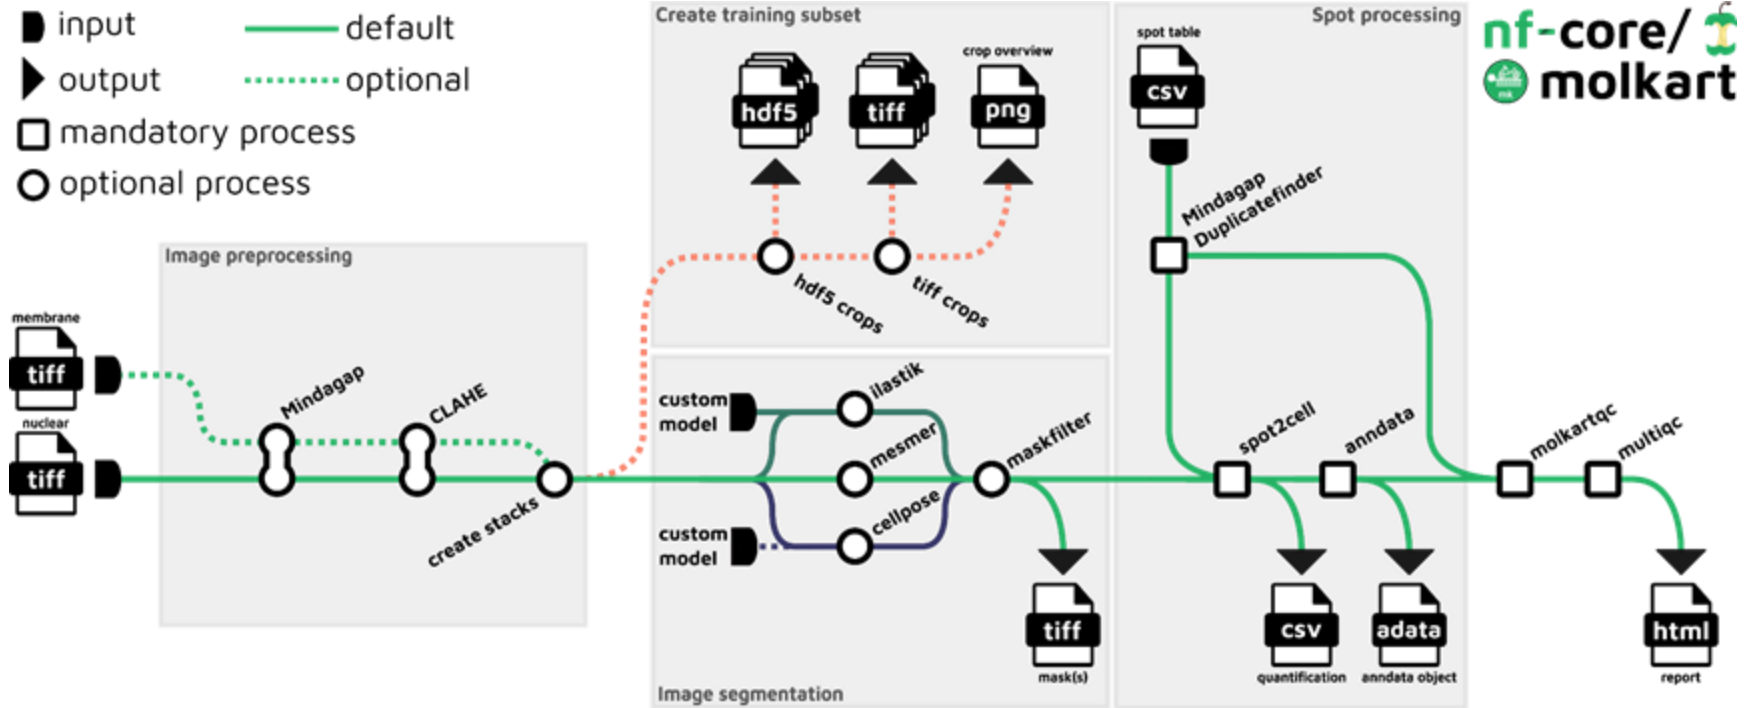 input
default
output
optional
mandatory process
optional process
Create training subset
Spot processing
nf-core/
molkart
mk
crop overview
hdf5
tiff
png
hdf5 crops
tiff crops
spot table
csv
Mindagap
Duplicatefinder
Image preprocessing
membrane
tiff
nuclear
tiff
Mindagap
CLAHE
create stacks
custom
model
ilastik
mesmer
custom
model
cellpose
maskfilter
tiff
mask(s)
Image segmentation
spot2cell
anndata
csv
quantification
adata
anndata object
molkartqc
multiqc
html
report